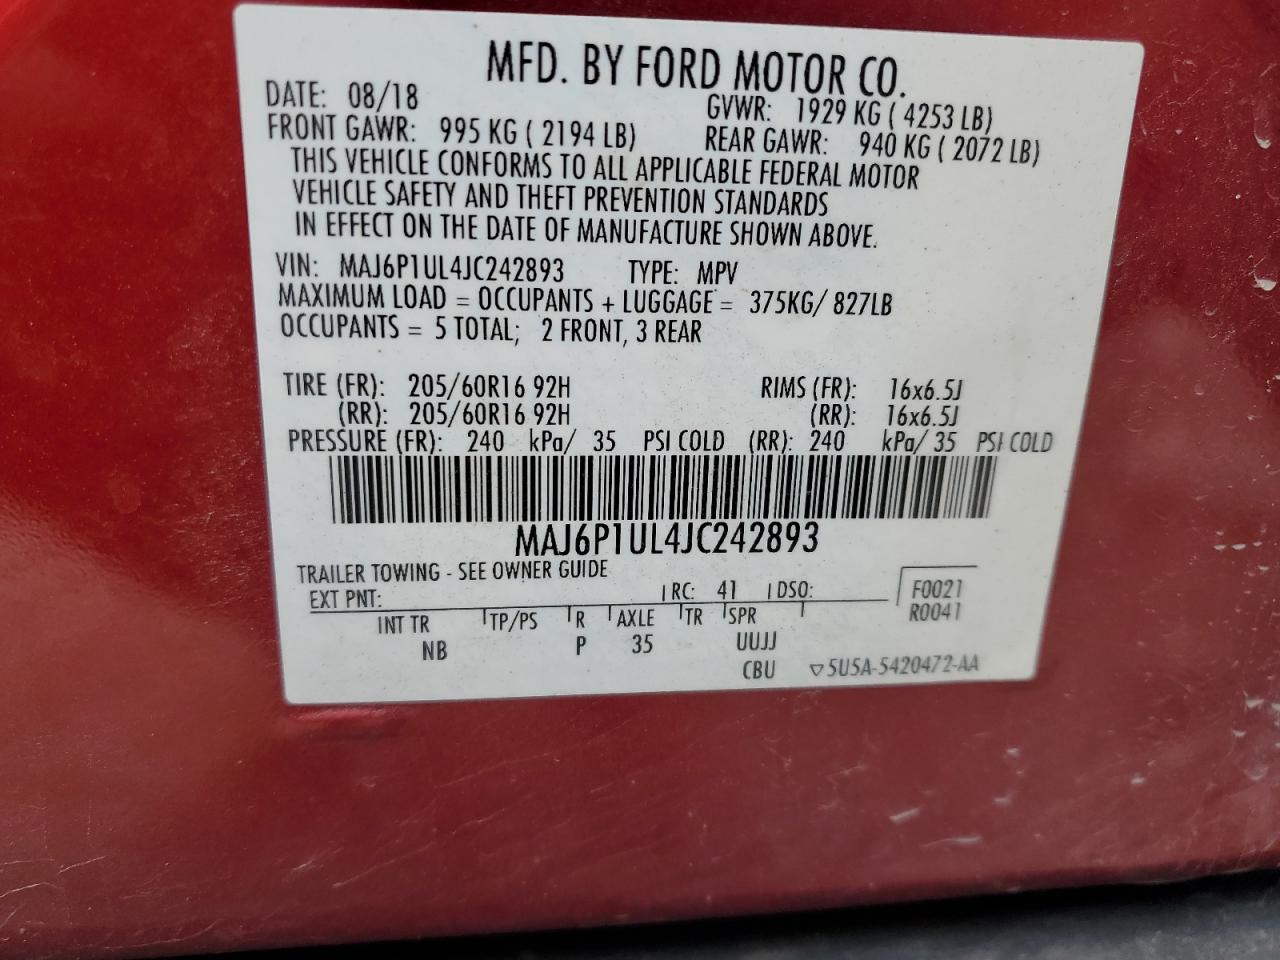 MFD. BY FORD MOTOR CO.
DATE: 08/18 GVWR: 1929 KG ( 4253 LB)
FRONT GAWR: 995 KG ( 2194 LB) REAR GAWR: 940 KG ( 2072 LB)
THIS VEHICLE CONFORMS TO ALL APPLICABLE FEDERAL MOTOR
VEHICLE SAFETY AND THEFT PREVENTION STANDARDS
IN EFFECT ON THE DATE OF MANUFACTURE SHOWN ABOVE.
VIN: MAJ6P1UL4JC242893 TYPE: MPV
MAXIMUM LOAD = OCCUPANTS + LUGGAGE = 375KG/ 827LB
OCCUPANTS = 5 TOTAL; 2 FRONT, 3 REAR
TIRE (FR): 205/60R16 92H RIMS (FR): 16x6.5J
(RR): 205/60R16 92H (RR): 16x6.5J
PRESSURE (FR): 240 kPa/ 35 PSI COLD (RR): 240 kPa/ 35 PSI COLD
MAJ6P1UL4JC242893
TRAILER TOWING - SEE OWNER GUIDE
EXT PNT: RC: 41 DSO: F0021
INT TR TP/PS R AXLE TR SPR R0041
NB P 35 UUJJ
CBU ▽5U5A-5420472-AA